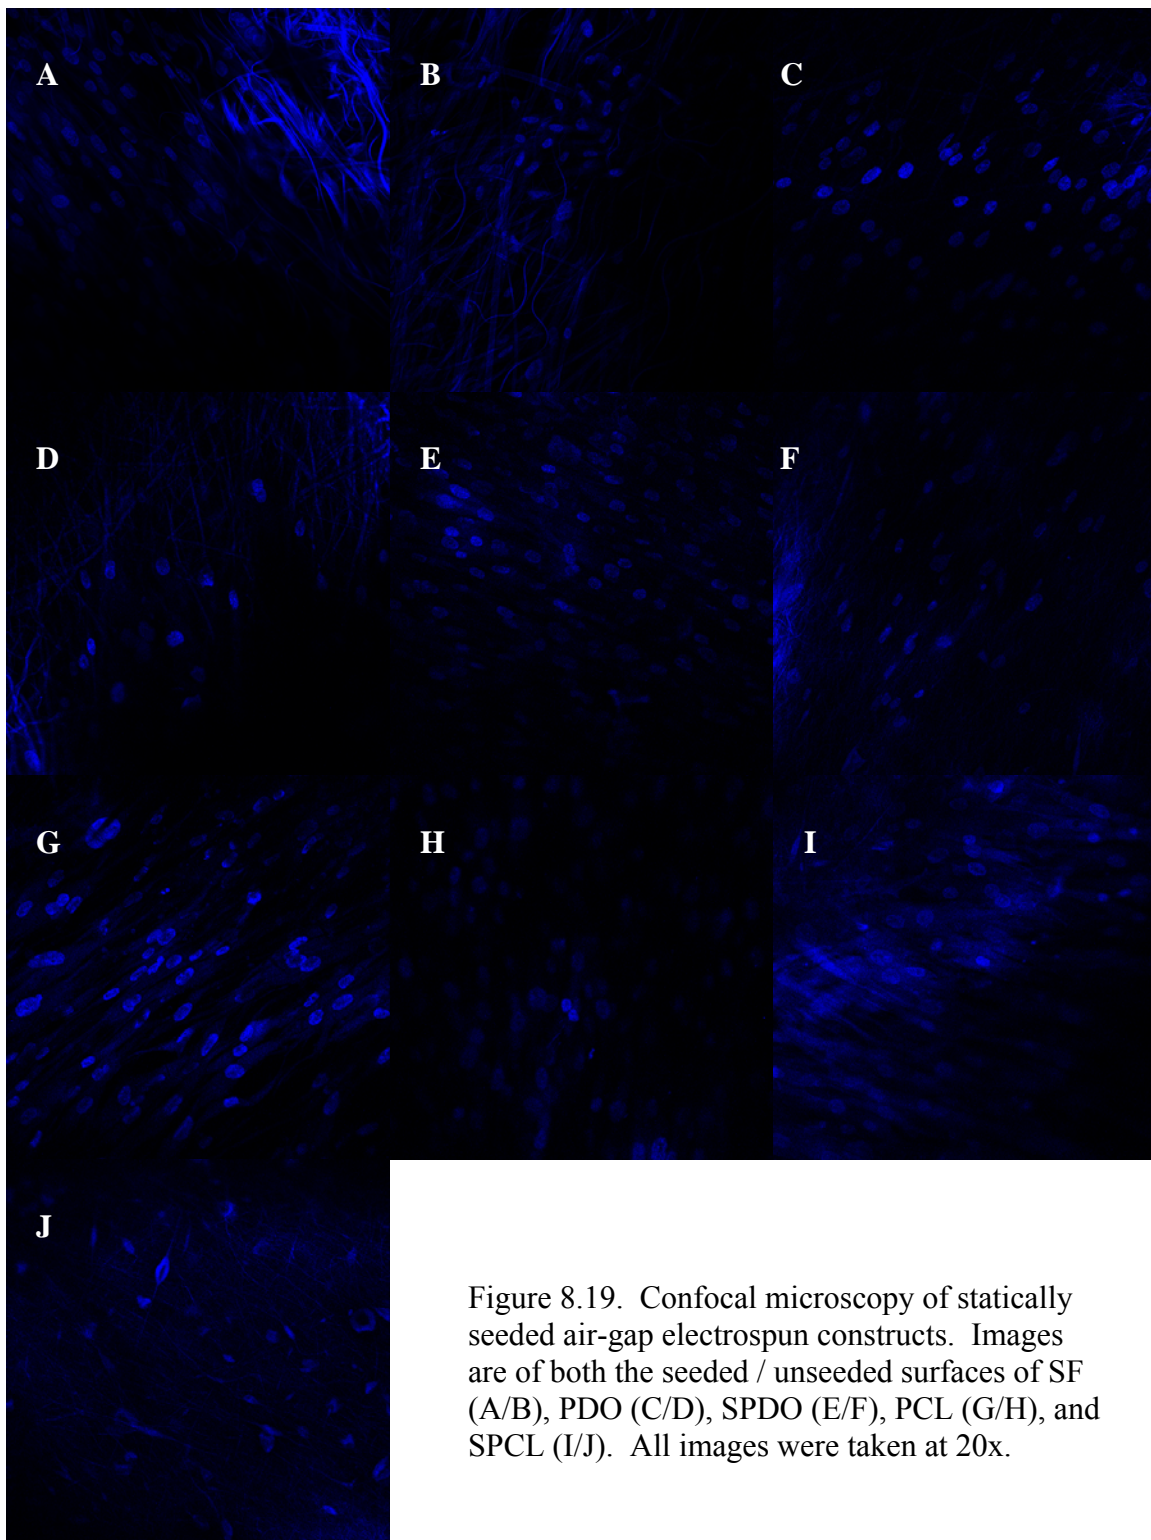 A
B
C
D
E
F
G
H
I
J
Figure 8.19.  Confocal microscopy of statically
seeded air-gap electrospun constructs.  Images
are of both the seeded / unseeded surfaces of SF
(A/B), PDO (C/D), SPDO (E/F), PCL (G/H), and
SPCL (I/J).  All images were taken at 20x.